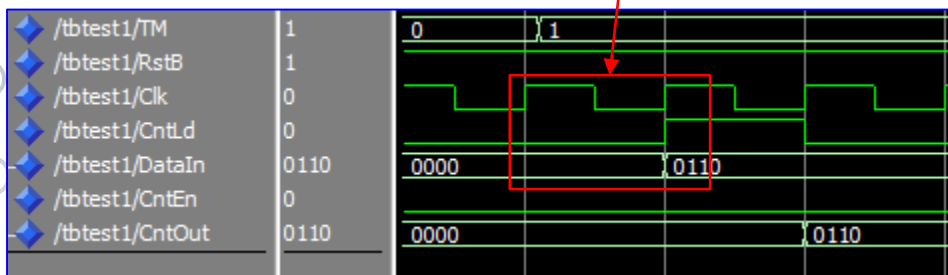 /tbtest1/TM 1 0 1
/tbtest1/RstB 1
/tbtest1/Clk 0
/tbtest1/CntLd 0
/tbtest1/DataIn 0110 0000 0110
/tbtest1/CntEn 0
/tbtest1/CntOut 0110 0000 0110